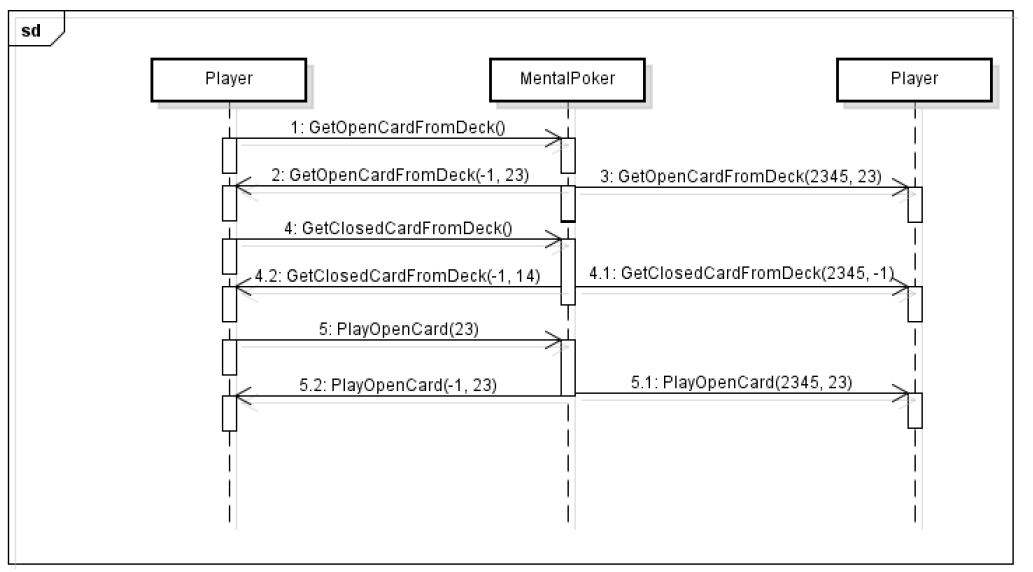 sd
Player
MentalPoker
Player
1: GetOpenCardFromDeck()
2: GetOpenCardFromDeck(-1, 23)
3: GetOpenCardFromDeck(2345, 23)
4: GetClosedCardFromDeck()
4.2: GetClosedCardFromDeck(-1, 14)
4.1: GetClosedCardFromDeck(2345, -1)
5: PlayOpenCard(23)
5.2: PlayOpenCard(-1, 23)
5.1: PlayOpenCard(2345, 23)